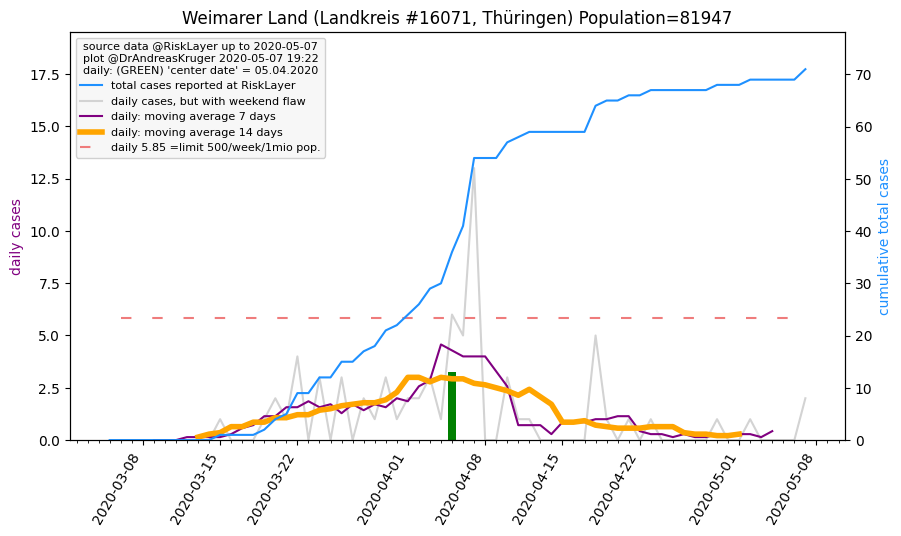 Weimarer Land (Landkreis #16071, Thüringen) Population=81947
source data @RiskLayer up to 2020-05-07
plot @DrAndreasKruger 2020-05-07 19:22
daily: (GREEN) 'center date' = 05.04.2020
total cases reported at RiskLayer
daily cases, but with weekend flaw
daily: moving average 7 days
daily: moving average 14 days
daily 5.85 =limit 500/week/1mio pop.
daily cases
17.5
15.0
12.5
10.0
7.5
5.0
2.5
0.0
70
60
50
40
30
20
10
0
cumulative total cases
2020-03-08
2020-03-15
2020-03-22
2020-04-01
2020-04-08
2020-04-15
2020-04-22
2020-05-01
2020-05-08